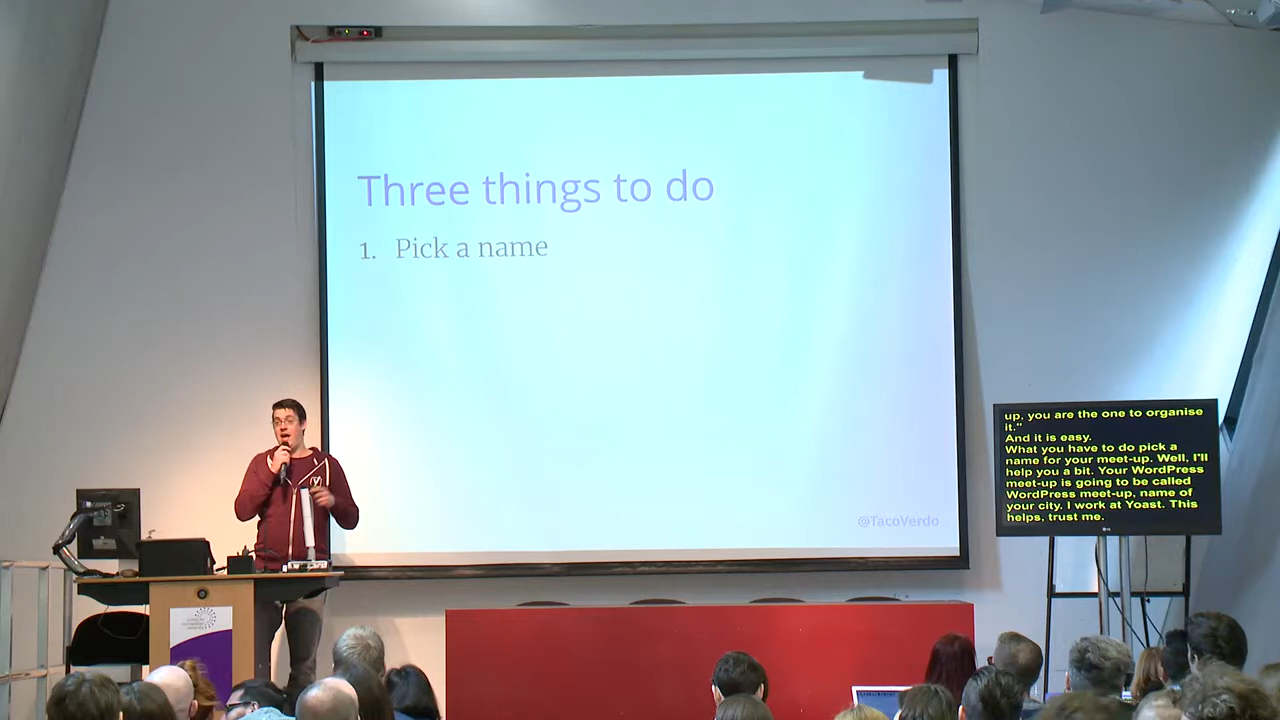 Three things to do
1. Pick a name
@TacoVerdo
up, you are the one to organise
it."
And it is easy.
What you have to do pick a
name for your meet-up. Well, I'll
help you a bit. Your WordPress
meet-up is going to be called
WordPress meet-up, name of
your city. I work at Yoast. This
helps, trust me.